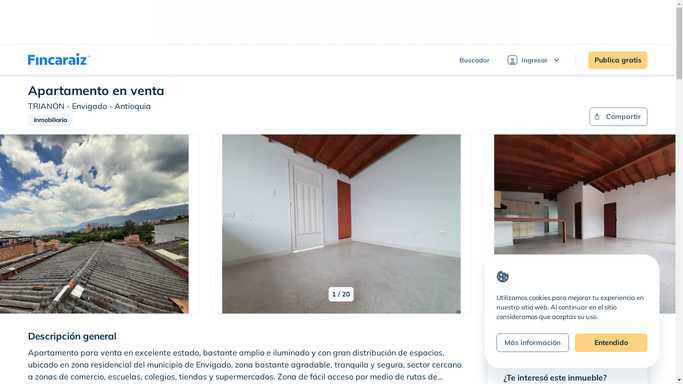 Fincaraiz
Buscador
Ingresar
Publica gratis
Apartamento en venta
TRIANON - Envigado - Antioquia
Inmobiliaria
Compartir
1 / 20
Utilizamos cookies para mejorar tu experiencia en
nuestro sitio web. Al continuar en el sitio
consideramos que aceptas su uso.
Más información
Entendido
Descripción general
Apartamento para venta en excelente estado, bastante amplio e iluminado y con gran distribución de espacios,
ubicado en zona residencial del municipio de Envigado, zona bastante agradable, tranquila y segura, sector cercano
a zonas de comercio, escuelas, colegios, tiendas y supermercados. Zona de fácil acceso por medio de rutas de...
¿Te interesó este inmueble?